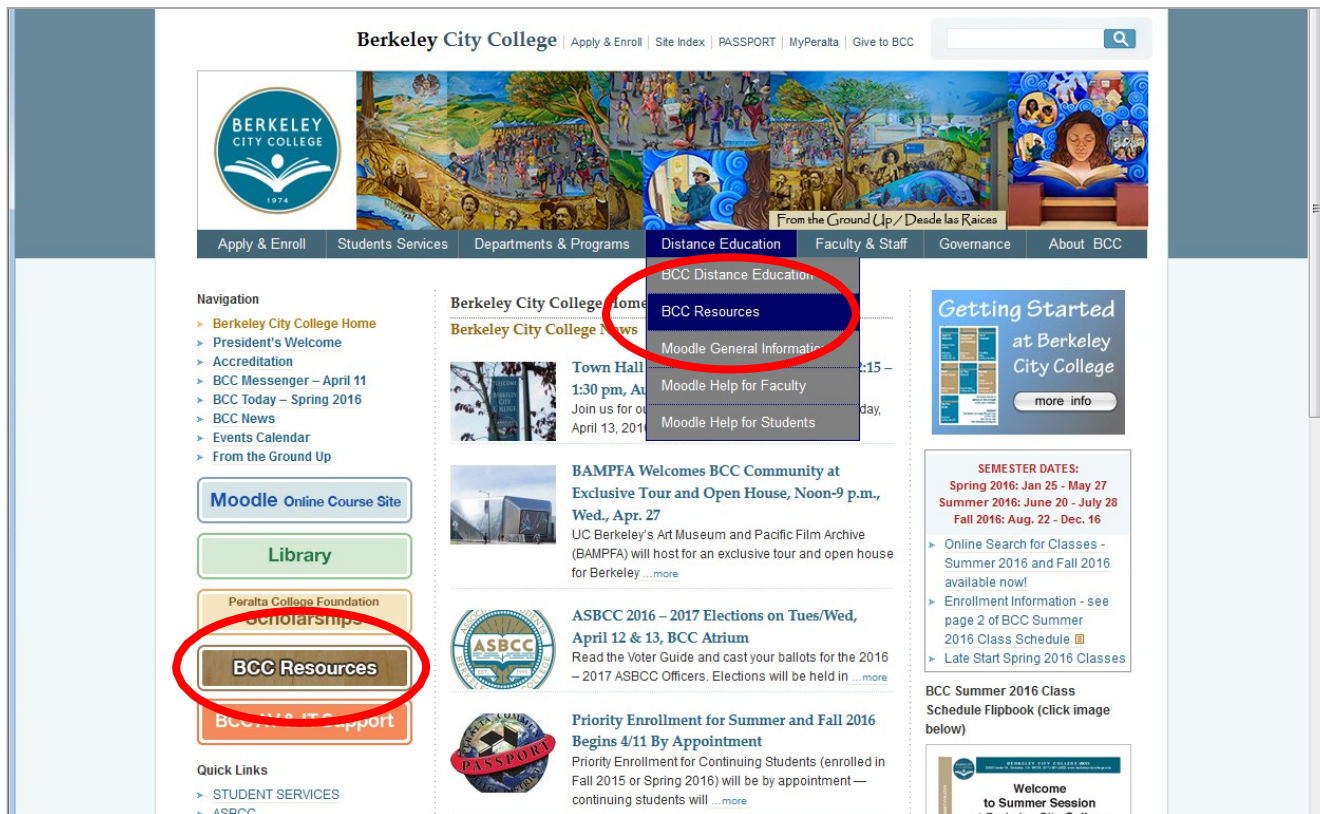 Berkeley City College | Apply & Enroll | Site Index | PASSPORT | MyPeralta | Give to BCC
BERKELEY
CITY COLLEGE
1974
From the Ground Up / Desde las Raices
Apply & Enroll Students Services Departments & Programs Distance Education Faculty & Staff Governance About BCC
BCC Distance Education
BCC Resources
Moodle General Information
Moodle Help for Faculty
Moodle Help for Students
Navigation
Berkeley City College Home
President's Welcome
Accreditation
BCC Messenger – April 11
BCC Today – Spring 2016
BCC News
Events Calendar
From the Ground Up
Moodle Online Course Site
Library
Peralta College Foundation
Scholarships
BCC Resources
BCC AV & IT Support
Quick Links
STUDENT SERVICES
ASBCC
Berkeley City College Home
Berkeley City College News
Town Hall 2:15 –
1:30 pm, Au
Join us for ou day,
April 13, 201
BAMPFA Welcomes BCC Community at
Exclusive Tour and Open House, Noon-9 p.m.,
Wed., Apr. 27
UC Berkeley's Art Museum and Pacific Film Archive
(BAMPFA) will host for an exclusive tour and open house
for Berkeley ...more
ASBCC
ASBCC 2016 – 2017 Elections on Tues/Wed,
April 12 & 13, BCC Atrium
Read the Voter Guide and cast your ballots for the 2016
– 2017 ASBCC Officers. Elections will be held in ...more
PERALTA COMMU
PASSPORT
Priority Enrollment for Summer and Fall 2016
Begins 4/11 By Appointment
Priority Enrollment for Continuing Students (enrolled in
Fall 2015 or Spring 2016) will be by appointment —
continuing students will ...more
Getting Started
at Berkeley
City College
more info
SEMESTER DATES:
Spring 2016: Jan 25 - May 27
Summer 2016: June 20 - July 28
Fall 2016: Aug. 22 - Dec. 16
Online Search for Classes -
Summer 2016 and Fall 2016
available now!
Enrollment Information - see
page 2 of BCC Summer
2016 Class Schedule
Late Start Spring 2016 Classes
BCC Summer 2016 Class
Schedule Flipbook (click image
below)
BERKELEY CITY COLLEGE
Welcome
to Summer Session
at Berkeley City College